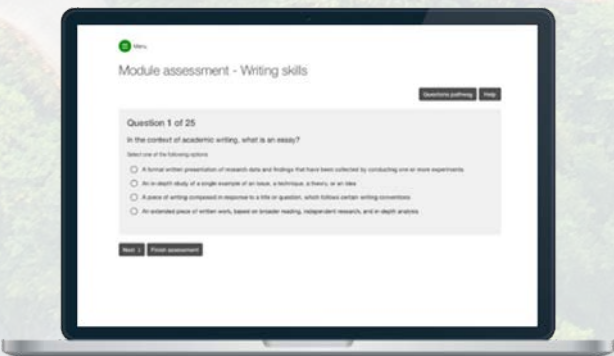 Menu
Module assessment - Writing skills
Questions pathway Help
Question 1 of 25
In the context of academic writing, what is an essay?
Select one of the following options
A formal written presentation of research data and findings that have been collected by conducting one or more experiments
An in-depth study of a single example of an issue, a technique, a theory, or an idea
A piece of writing composed in response to a title or question, which follows certain writing conventions
An extended piece of written work, based on broader reading, independent research, and in-depth analysis
Next Finish assessment